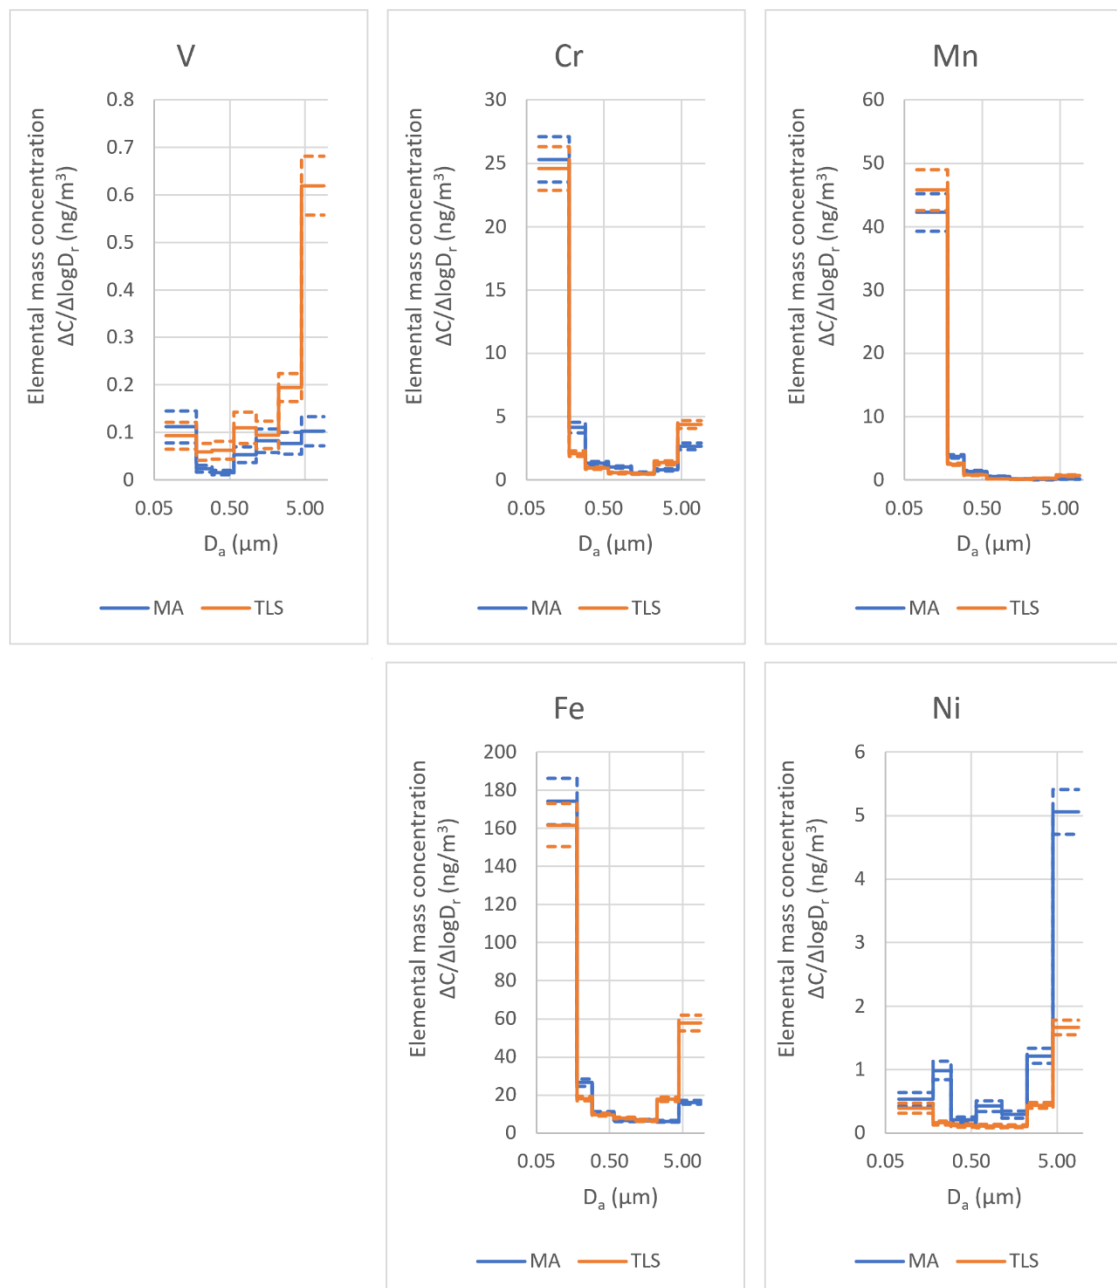 V
Elemental mass concentration
ΔC/ΔlogDr (ng/m³)
0.8
0.7
0.6
0.5
0.4
0.3
0.2
0.1
0
0.05
0.50
5.00
Da (µm)
MA
TLS
Cr
Elemental mass concentration
ΔC/ΔlogDr (ng/m³)
30
25
20
15
10
5
0
0.05
0.50
5.00
Da (µm)
MA
TLS
Mn
Elemental mass concentration
ΔC/ΔlogDr (ng/m³)
60
50
40
30
20
10
0
0.05
0.50
5.00
Da (µm)
MA
TLS
Fe
Elemental mass concentration
ΔC/ΔlogDr (ng/m³)
200
180
160
140
120
100
80
60
40
20
0
0.05
0.50
5.00
Da (µm)
MA
TLS
Ni
Elemental mass concentration
ΔC/ΔlogDr (ng/m³)
6
5
4
3
2
1
0
0.05
0.50
5.00
Da (µm)
MA
TLS